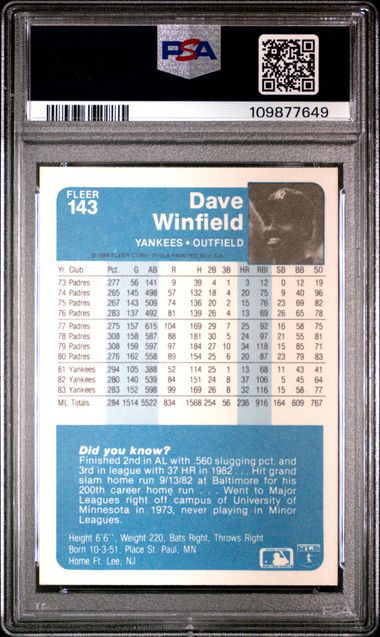 PSA
109877649
FLEER
143
Dave
Winfield
YANKEES • OUTFIELD
© 1984 FLEER CORP. PHILA PRINTED IN U.S.A.
Yr Club Pct. G AB R H 2B 3B HR RBI SB BB SO
73 Padres .277 56 141 9 39 4 1 3 12 0 12 19
74 Padres .265 145 498 57 132 18 4 20 75 9 40 96
75 Padres .267 143 509 74 136 20 2 15 76 23 69 82
76 Padres .283 137 492 81 139 26 4 13 69 26 65 78
77 Padres .275 157 615 104 169 29 7 25 92 16 58 75
78 Padres .308 158 587 88 181 30 5 24 97 21 55 81
79 Padres .308 159 597 97 184 27 10 34 118 15 85 71
80 Padres .276 162 558 89 154 25 6 20 87 23 79 83
81 Yankees .294 105 388 52 114 25 1 13 68 11 43 41
82 Yankees .280 140 539 84 151 24 8 37 106 5 45 64
83 Yankees .283 152 598 99 169 26 8 32 116 15 58 77
ML Totals .284 1514 5522 834 1568 254 56 236 916 164 609 767
Did you know?
Finished 2nd in AL with .560 slugging pct. and
3rd in league with 37 HR in 1982 . . . Hit grand
slam home run 9/13/82 at Baltimore for his
200th career home run . . . Went to Major
Leagues right off campus of University of
Minnesota in 1973, never playing in Minor
Leagues.
Height 6'6'', Weight 220, Bats Right, Throws Right
Born 10-3-51, Place St. Paul, MN
Home Ft. Lee, NJ
PSA